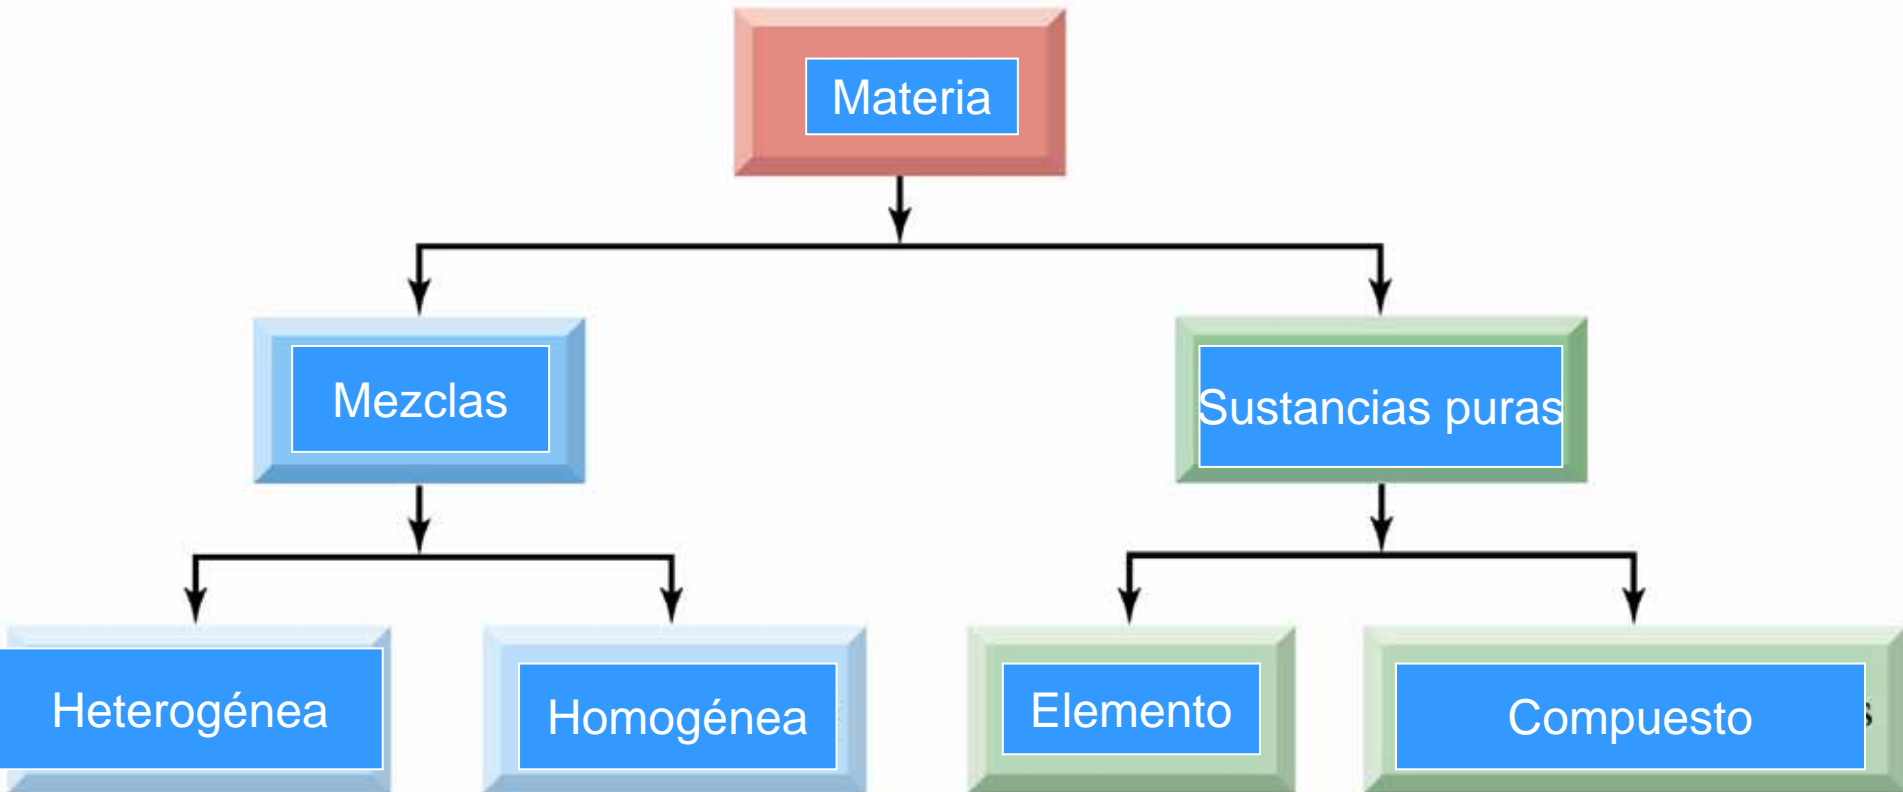 Materia
Mezclas
Sustancias puras
Heterogénea
Homogénea
Elemento
Compuesto
s